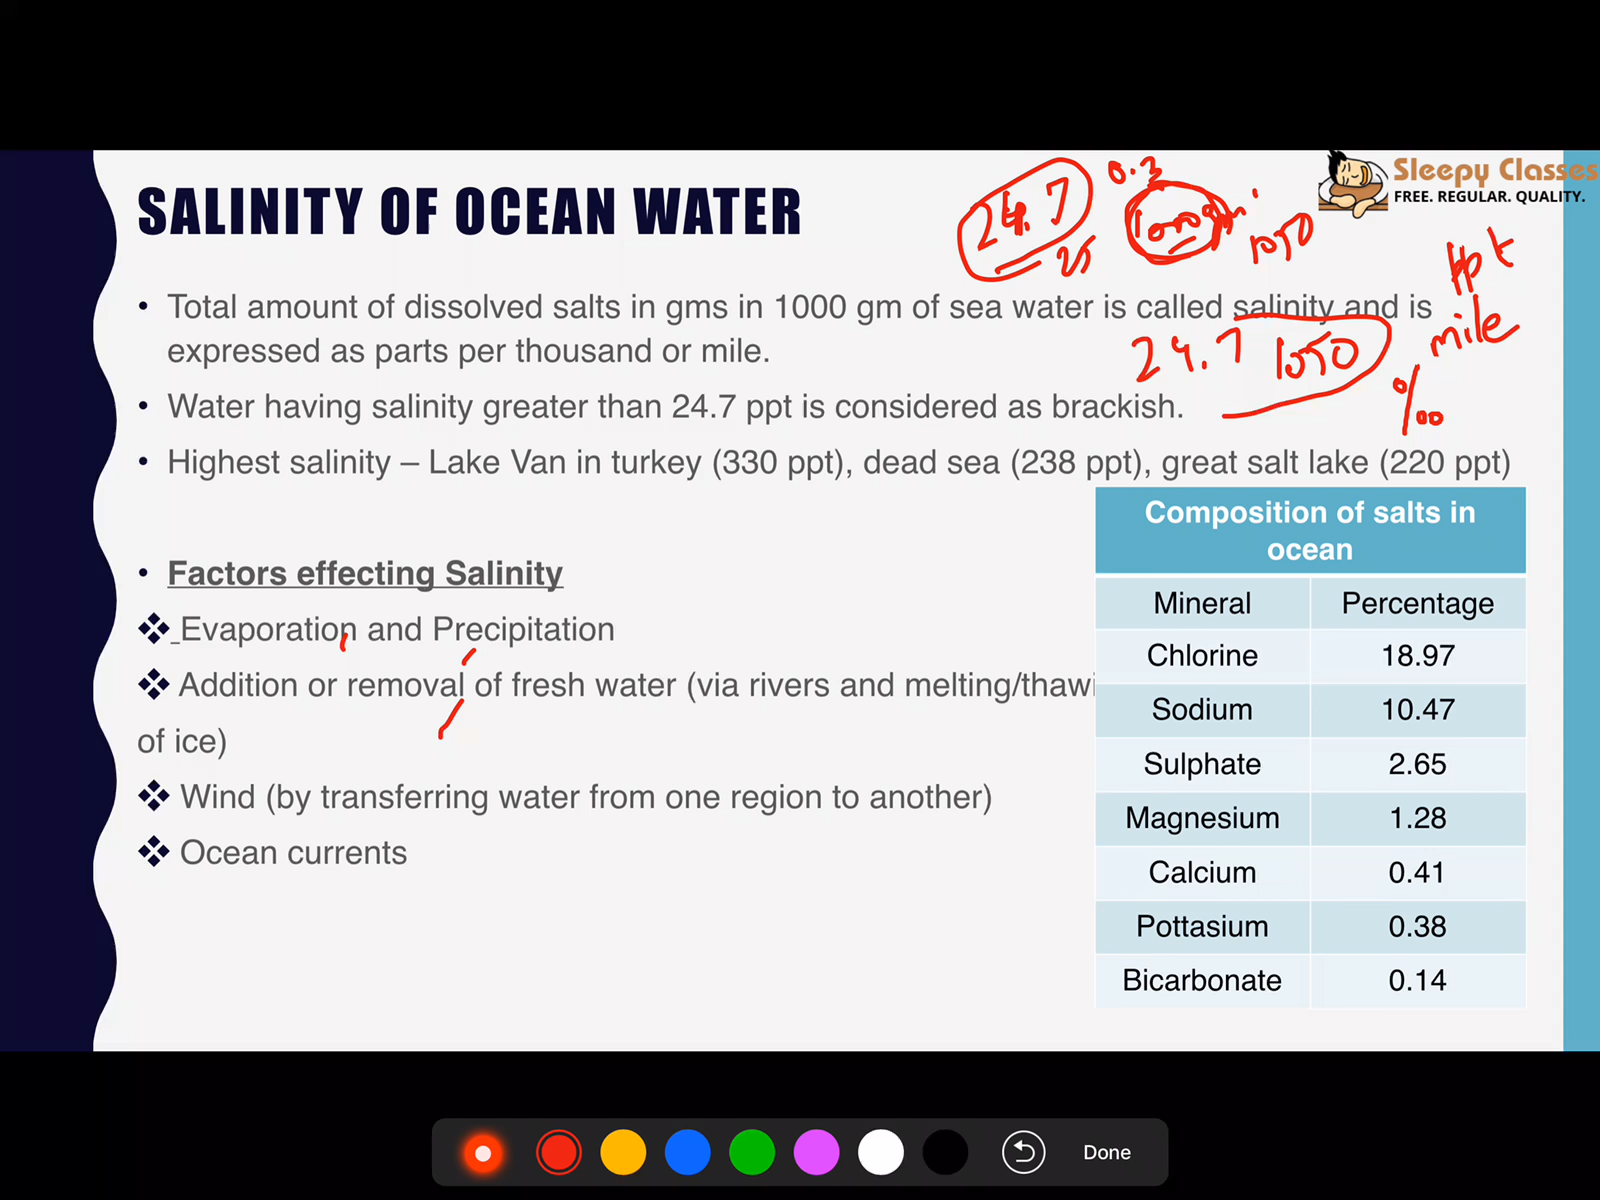 Sleepy Classes
FREE. REGULAR. QUALITY.
SALINITY OF OCEAN WATER
24.7 0.3 1000gm 1050
25
ppt
• Total amount of dissolved salts in gms in 1000 gm of sea water is called salinity and is
expressed as parts per thousand or mile.
mile
24.7 1050
‰
• Water having salinity greater than 24.7 ppt is considered as brackish.
• Highest salinity – Lake Van in turkey (330 ppt), dead sea (238 ppt), great salt lake (220 ppt)
• Factors effecting Salinity
❖ Evaporation and Precipitation
❖ Addition or removal of fresh water (via rivers and melting/thawi
of ice)
❖ Wind (by transferring water from one region to another)
❖ Ocean currents
Composition of salts in
ocean
Mineral Percentage
Chlorine 18.97
Sodium 10.47
Sulphate 2.65
Magnesium 1.28
Calcium 0.41
Pottasium 0.38
Bicarbonate 0.14
Done